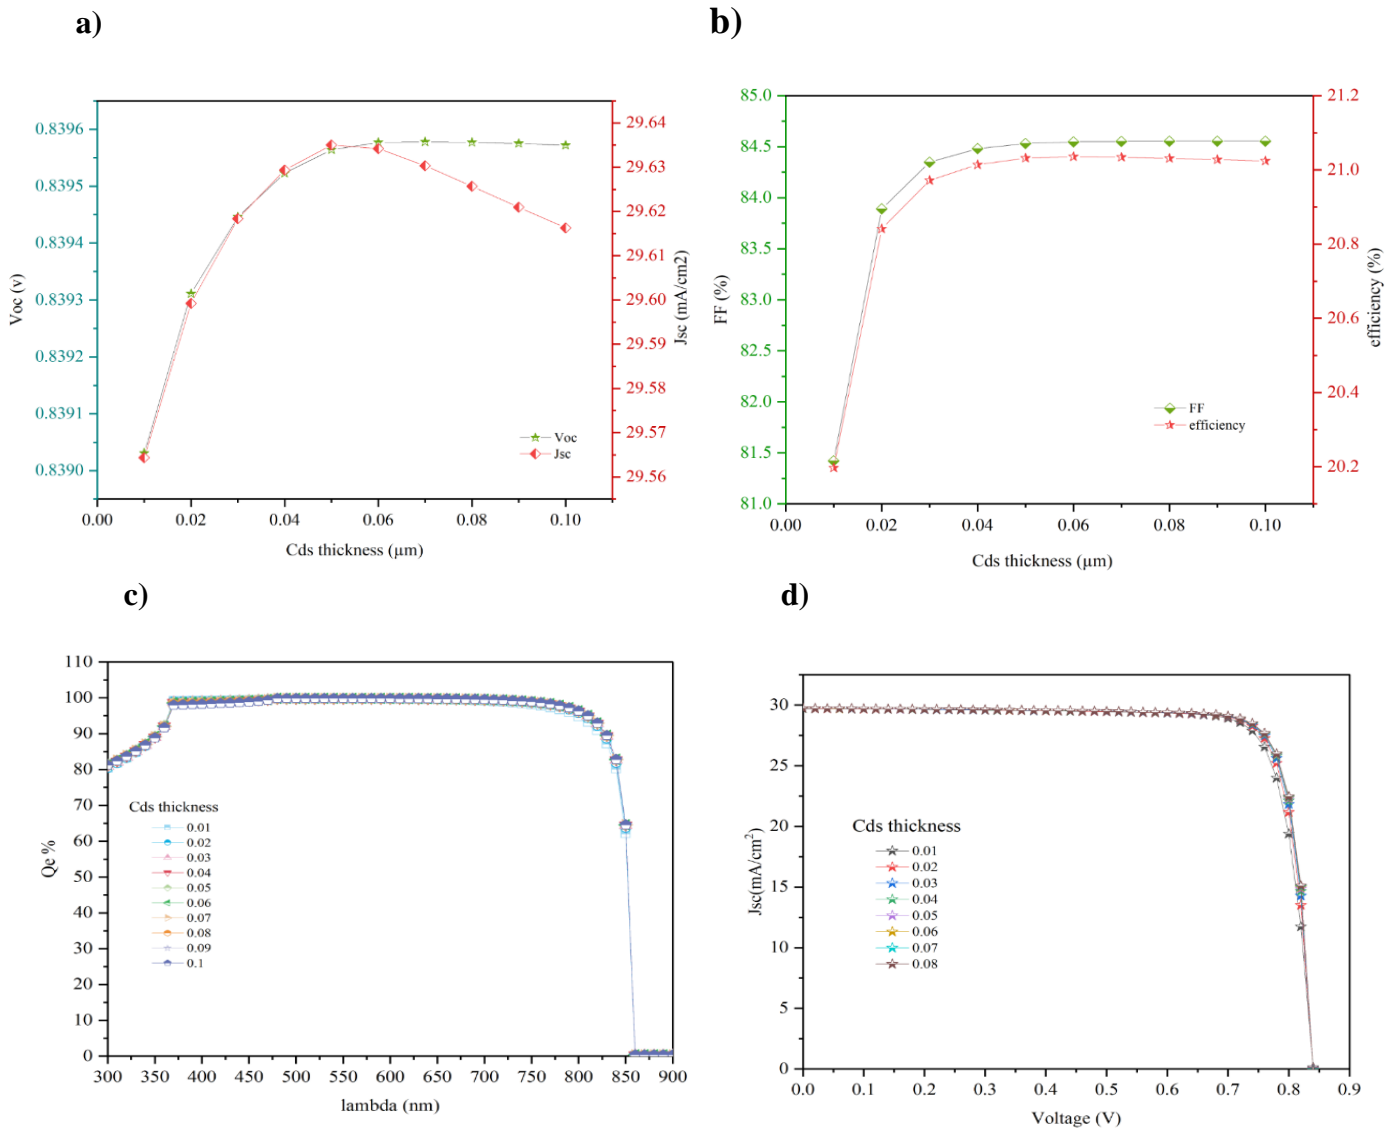 a)
0.8396
0.8395
0.8394
0.8393
0.8392
0.8391
0.8390
Voc (v)
29.64
29.63
29.62
29.61
29.60
29.59
29.58
29.57
29.56
Jsc (mA/cm2)
Voc
Jsc
0.00 0.02 0.04 0.06 0.08 0.10
Cds thickness (µm)
b)
85.0
84.5
84.0
83.5
83.0
82.5
82.0
81.5
81.0
FF (%)
21.2
21.0
20.8
20.6
20.4
20.2
efficiency (%)
FF
efficiency
0.00 0.02 0.04 0.06 0.08 0.10
Cds thickness (µm)
c)
110
100
90
80
70
60
50
40
30
20
10
0
Qe %
Cds thickness
0.01
0.02
0.03
0.04
0.05
0.06
0.07
0.08
0.09
0.1
300 350 400 450 500 550 600 650 700 750 800 850 900
lambda (nm)
d)
30
25
20
15
10
5
0
Jsc(mA/cm²)
Cds thickness
0.01
0.02
0.03
0.04
0.05
0.06
0.07
0.08
0.0 0.1 0.2 0.3 0.4 0.5 0.6 0.7 0.8 0.9
Voltage (V)